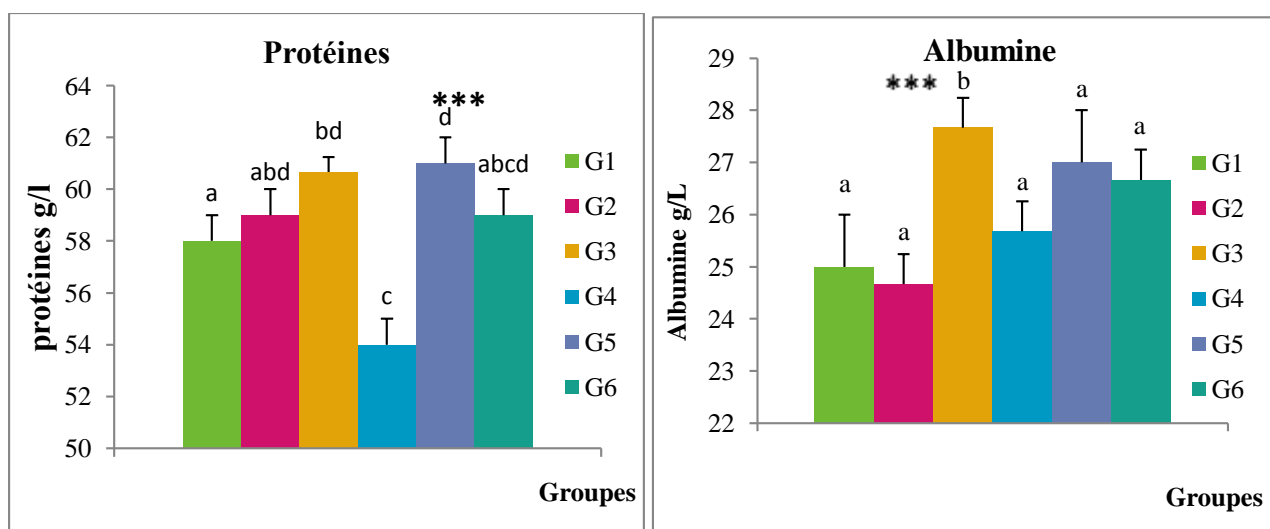 Protéines
64
62
60
58
56
54
52
50
protéines g/l
a
abd
bd
c
***
d
abcd
G1
G2
G3
G4
G5
G6
Groupes
Albumine
29
28
27
26
25
24
23
22
Albumine g/L
a
a
***
b
a
a
a
G1
G2
G3
G4
G5
G6
Groupes